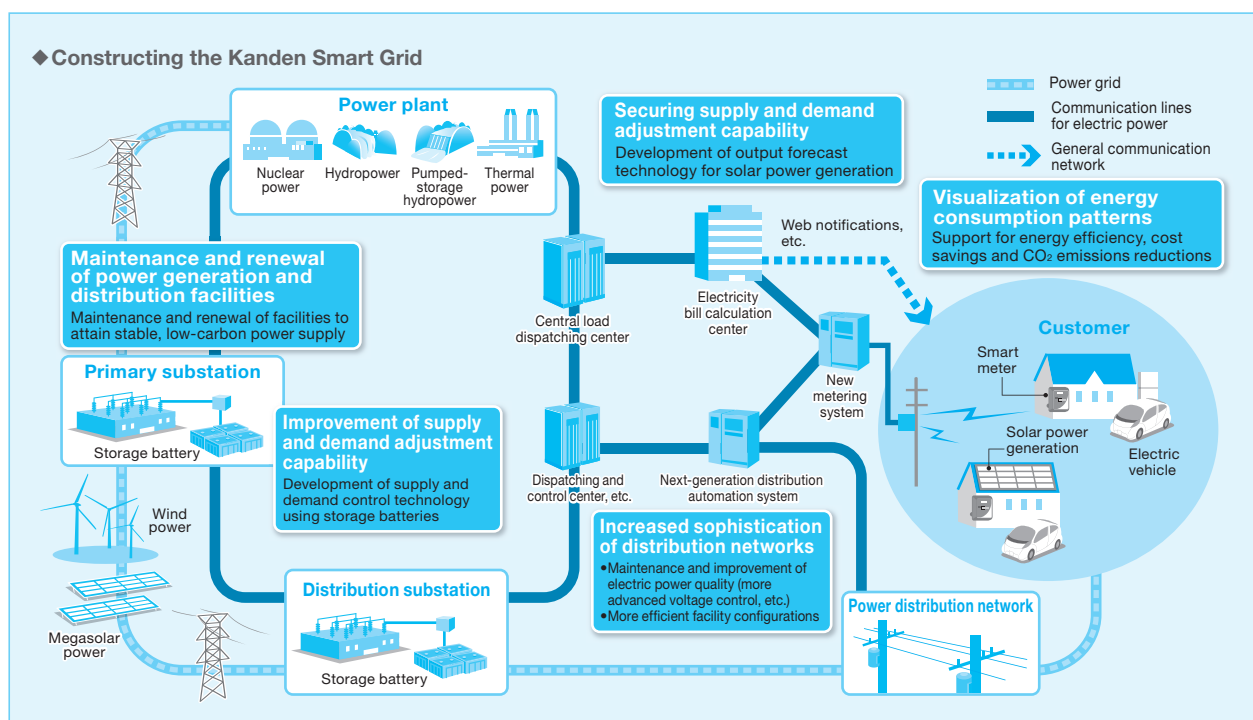 ◆Constructing the Kanden Smart Grid
Power grid
Communication lines
for electric power
General communication
network
Power plant
Nuclear
power
Hydropower
Pumped-
storage
hydropower
Thermal
power
Securing supply and demand
adjustment capability
Development of output forecast
technology for solar power generation
Visualization of energy
consumption patterns
Support for energy efficiency, cost
savings and CO₂ emissions reductions
Maintenance and renewal
of power generation and
distribution facilities
Maintenance and renewal of facilities to
attain stable, low-carbon power supply
Central load
dispatching center
Electricity
bill calculation
center
Web notifications,
etc.
New
metering
system
Customer
Smart
meter
Solar power
generation
Electric
vehicle
Primary substation
Storage battery
Improvement of supply
and demand adjustment
capability
Development of supply and
demand control technology
using storage batteries
Dispatching and
control center, etc.
Next-generation distribution
automation system
Wind
power
Megasolar
power
Increased sophistication
of distribution networks
•Maintenance and improvement of
electric power quality (more
advanced voltage control, etc.)
•More efficient facility configurations
Distribution substation
Storage battery
Power distribution network